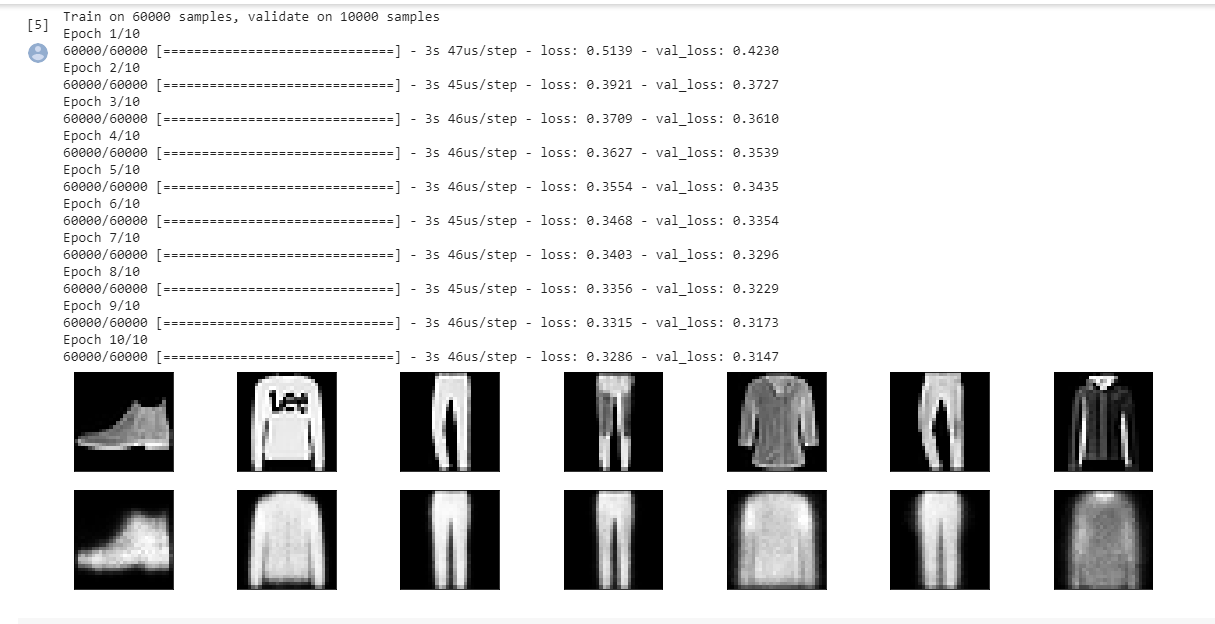 [5]
Train on 60000 samples, validate on 10000 samples
Epoch 1/10
60000/60000 [==============================] - 3s 47us/step - loss: 0.5139 - val_loss: 0.4230
Epoch 2/10
60000/60000 [==============================] - 3s 45us/step - loss: 0.3921 - val_loss: 0.3727
Epoch 3/10
60000/60000 [==============================] - 3s 46us/step - loss: 0.3709 - val_loss: 0.3610
Epoch 4/10
60000/60000 [==============================] - 3s 46us/step - loss: 0.3627 - val_loss: 0.3539
Epoch 5/10
60000/60000 [==============================] - 3s 46us/step - loss: 0.3554 - val_loss: 0.3435
Epoch 6/10
60000/60000 [==============================] - 3s 45us/step - loss: 0.3468 - val_loss: 0.3354
Epoch 7/10
60000/60000 [==============================] - 3s 46us/step - loss: 0.3403 - val_loss: 0.3296
Epoch 8/10
60000/60000 [==============================] - 3s 45us/step - loss: 0.3356 - val_loss: 0.3229
Epoch 9/10
60000/60000 [==============================] - 3s 46us/step - loss: 0.3315 - val_loss: 0.3173
Epoch 10/10
60000/60000 [==============================] - 3s 46us/step - loss: 0.3286 - val_loss: 0.3147
Lee